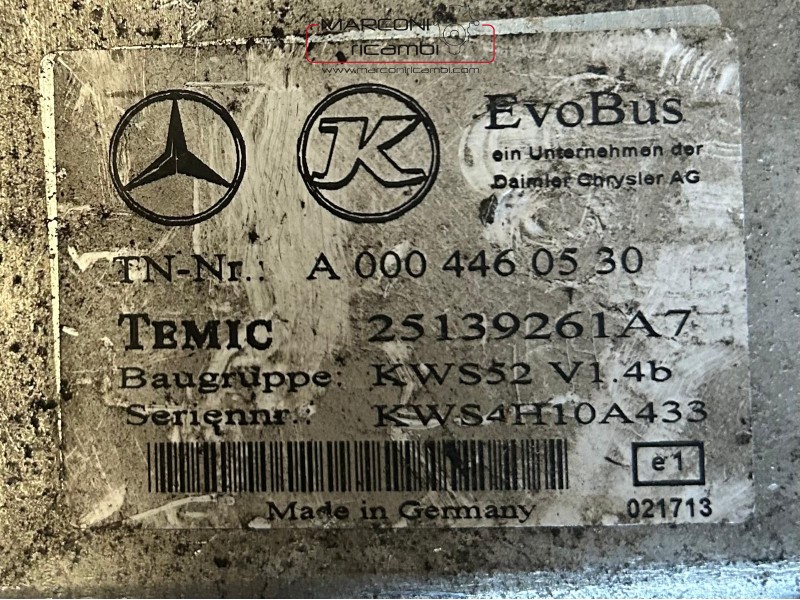 MARCONI
ricambi
www.marconiricambi.com
K
EvoBus
ein Unternehmen der
Daimler Chrysler AG
TN-Nr.: A 000 446 05 30
TEMIC 25139261A7
Baugruppe: KWS52 V1.4b
Seriennr.: KWS4H10A433
e1
Made in Germany 021713